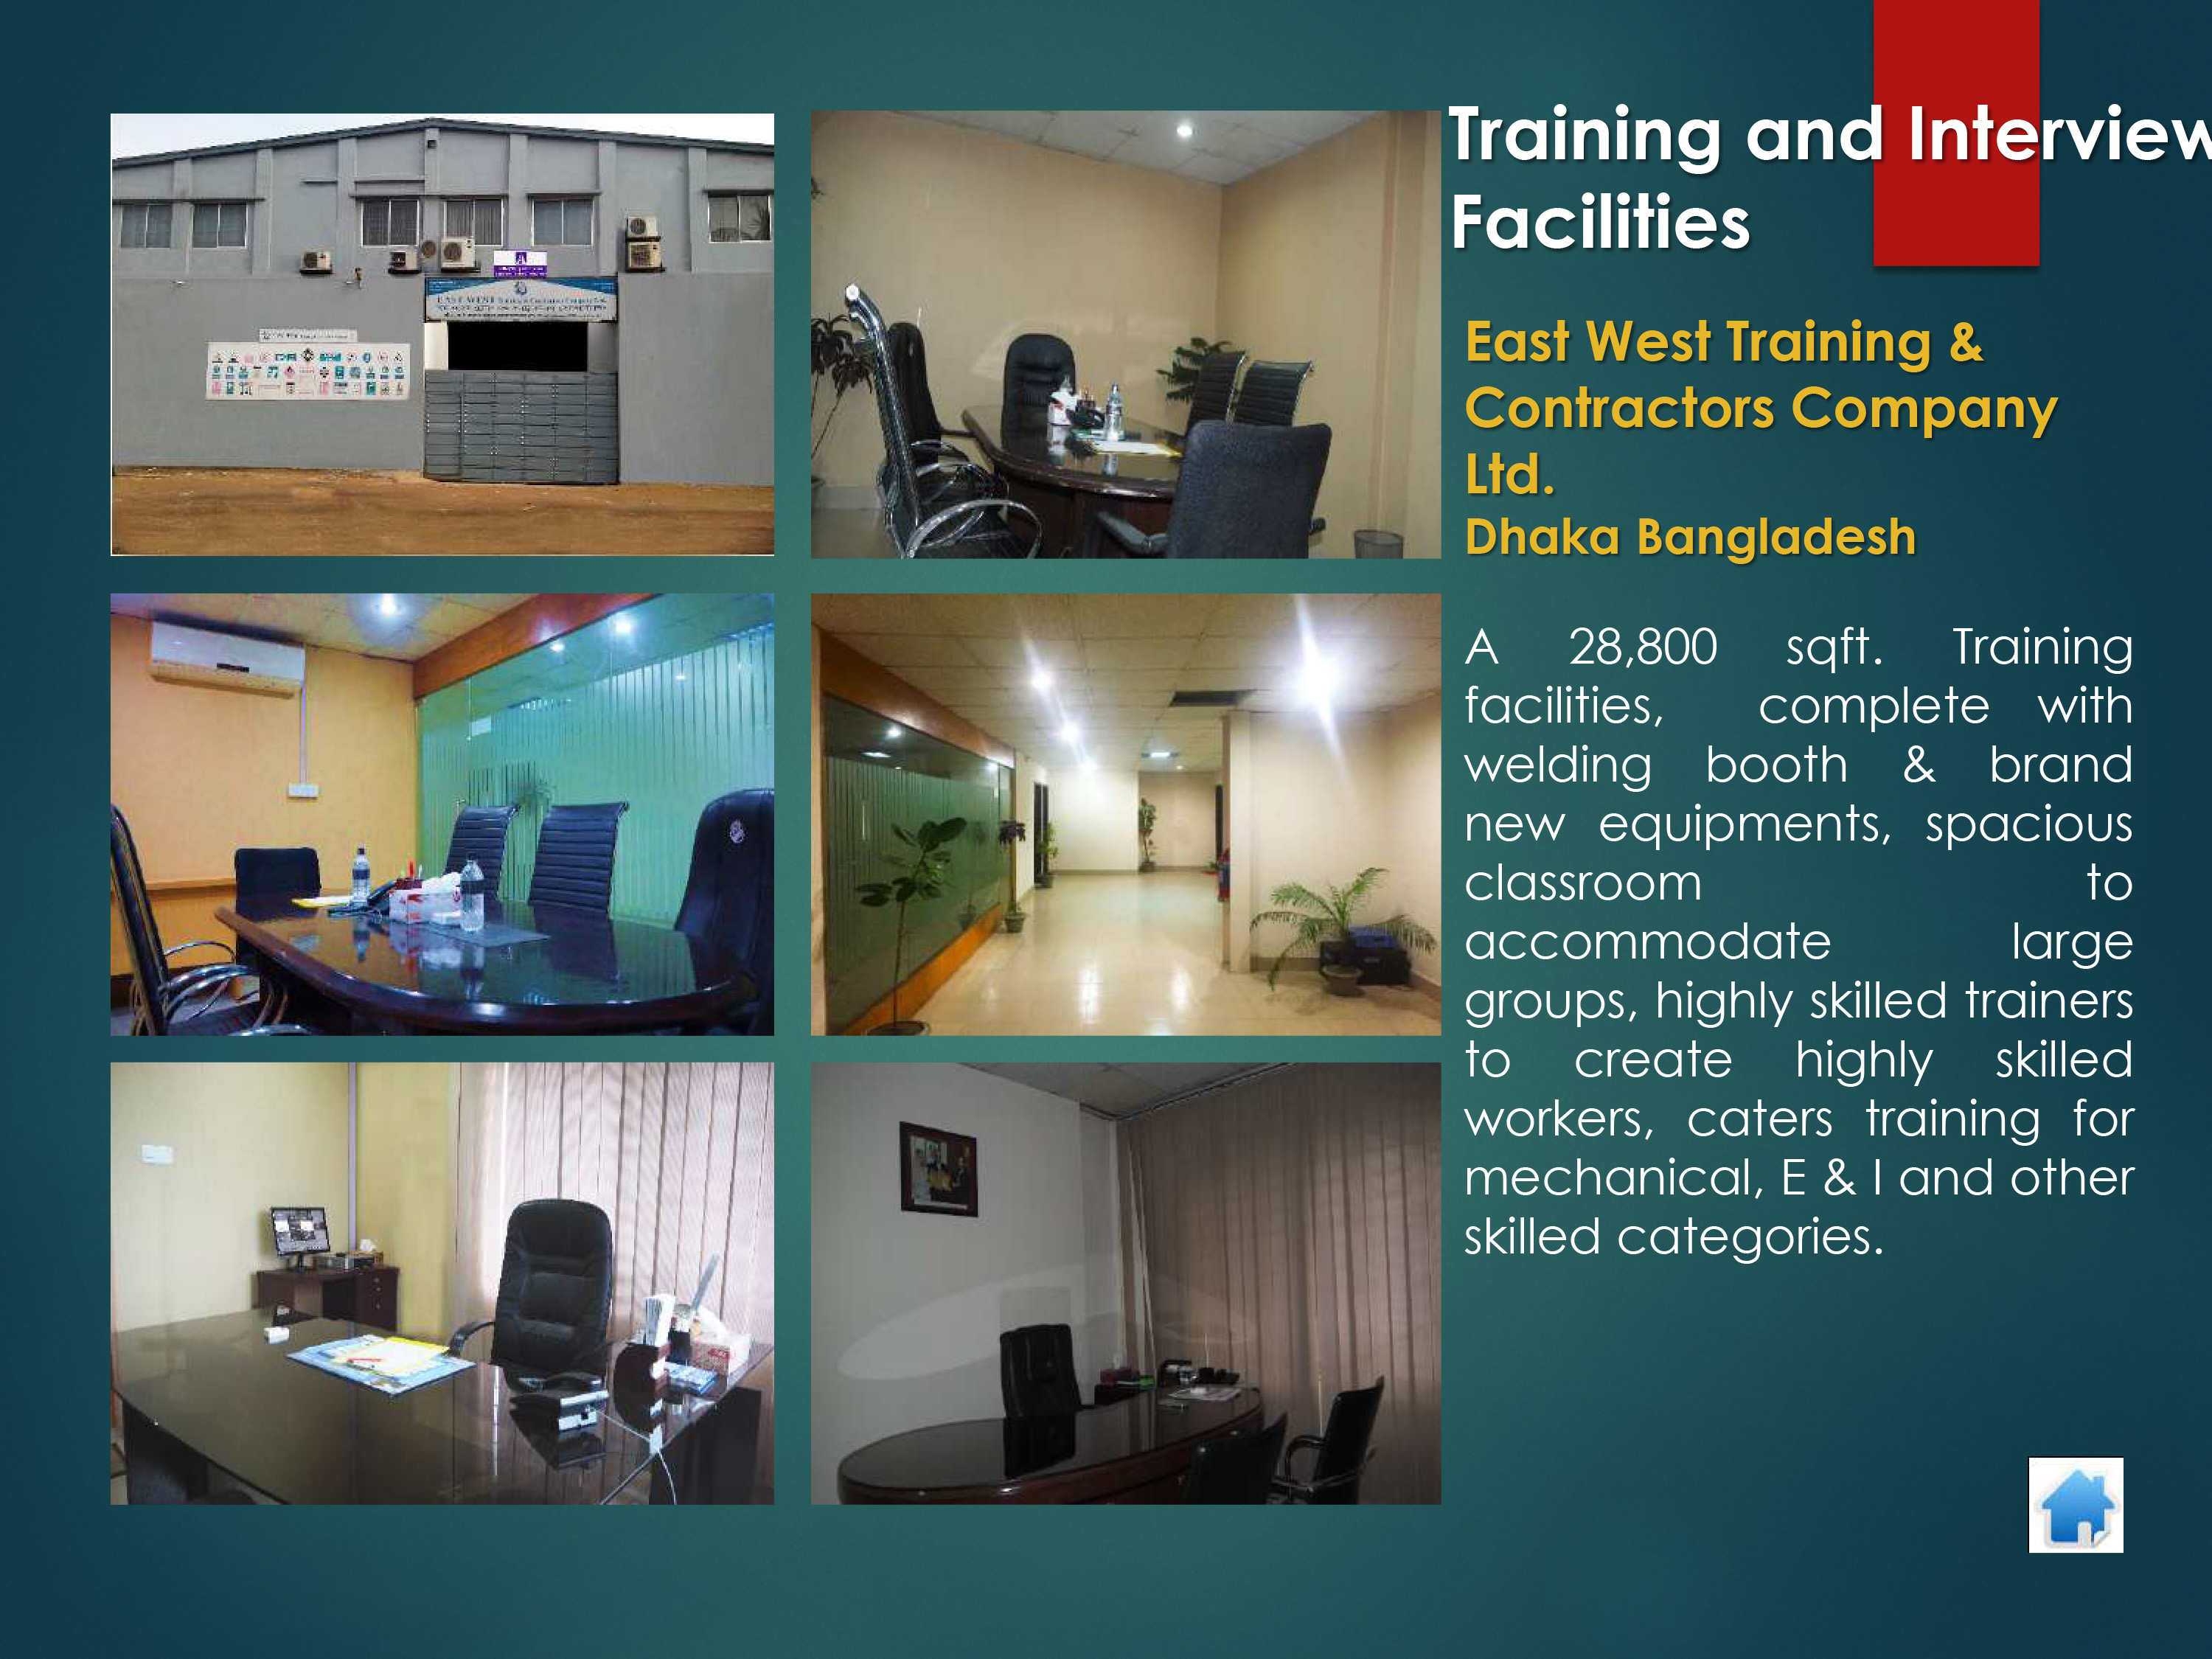 Training and Interview
Facilities
East West Training &
Contractors Company
Ltd.
Dhaka Bangladesh
A 28,800 sqft. Training
facilities, complete with
welding booth & brand
new equipments, spacious
classroom to
accommodate large
groups, highly skilled trainers
to create highly skilled
workers, caters training for
mechanical, E & I and other
skilled categories.
EAST WEST